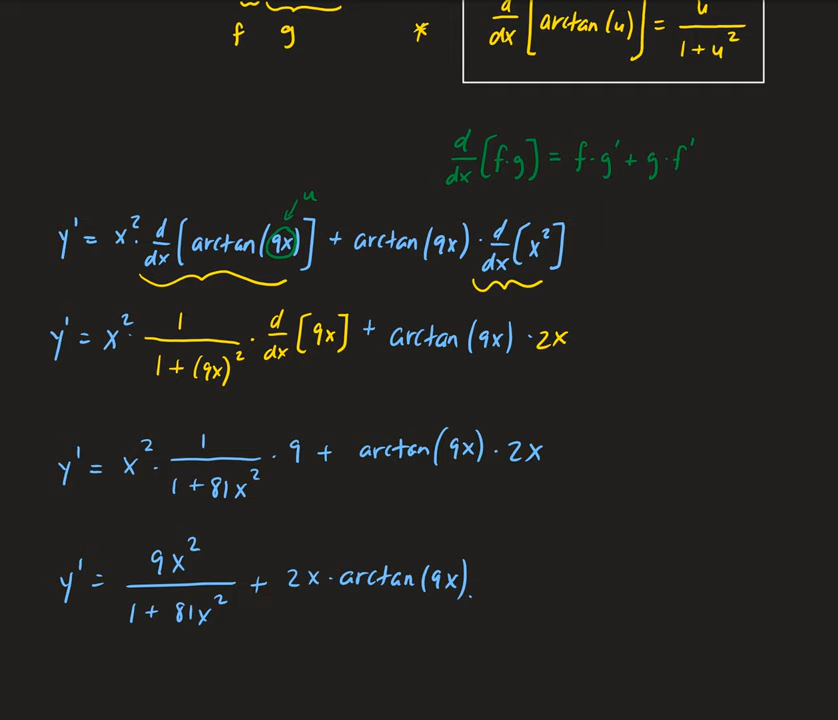 f g * d/dx [arctan(u)] = u/(1+u²)
d/dx [f·g] = f·g' + g·f'
u
y' = x² · d/dx [arctan(9x)] + arctan(9x) · d/dx [x²]
y' = x² · 1/(1+(9x)²) · d/dx [9x] + arctan(9x) · 2x
y' = x² · 1/(1+81x²) · 9 + arctan(9x) · 2x
y' = 9x²/(1+81x²) + 2x · arctan(9x).